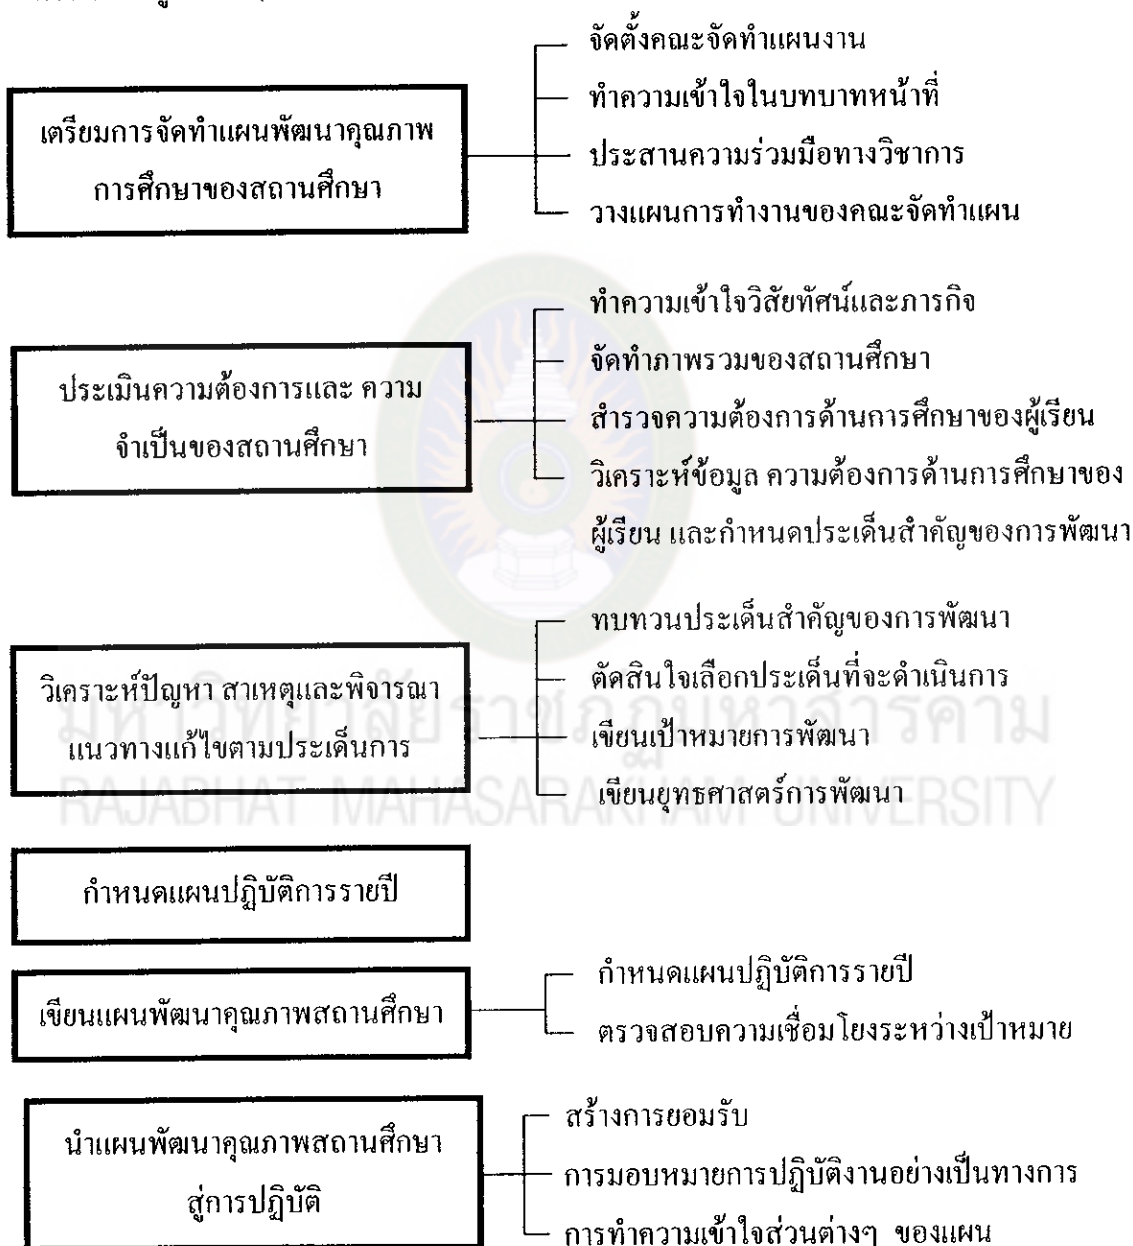 จัดตั้งคณะจัดทำแผนงาน
เตรียมการจัดทำแผนพัฒนาคุณภาพ
การศึกษาของสถานศึกษา
ทำความเข้าใจในบทบาทหน้าที่
ประสานความร่วมมือทางวิชาการ
วางแผนการทำงานของคณะจัดทำแผน
ประเมินความต้องการและ ความ
จำเป็นของสถานศึกษา
ทำความเข้าใจวิสัยทัศน์และภารกิจ
จัดทำภาพรวมของสถานศึกษา
สำรวจความต้องการด้านการศึกษาของผู้เรียน
วิเคราะห์ข้อมูล ความต้องการด้านการศึกษาของ
ผู้เรียน และกำหนดประเด็นสำคัญของการพัฒนา
วิเคราะห์ปัญหา สาเหตุและพิจารณา
แนวทางแก้ไขตามประเด็นการ
ทบทวนประเด็นสำคัญของการพัฒนา
ตัดสินใจเลือกประเด็นที่จะดำเนินการ
เขียนเป้าหมายการพัฒนา
เขียนยุทธศาสตร์การพัฒนา
มหาวิทยาลัยราชภัฏมหาสารคาม
RAJABHAT MAHASARAKHAM UNIVERSITY
กำหนดแผนปฏิบัติการรายปี
เขียนแผนพัฒนาคุณภาพสถานศึกษา
กำหนดแผนปฏิบัติการรายปี
ตรวจสอบความเชื่อมโยงระหว่างเป้าหมาย
นำแผนพัฒนาคุณภาพสถานศึกษา
สู่การปฏิบัติ
สร้างการยอมรับ
การมอบหมายการปฏิบัติงานอย่างเป็นทางการ
การทำความเข้าใจส่วนต่างๆ ของแผน